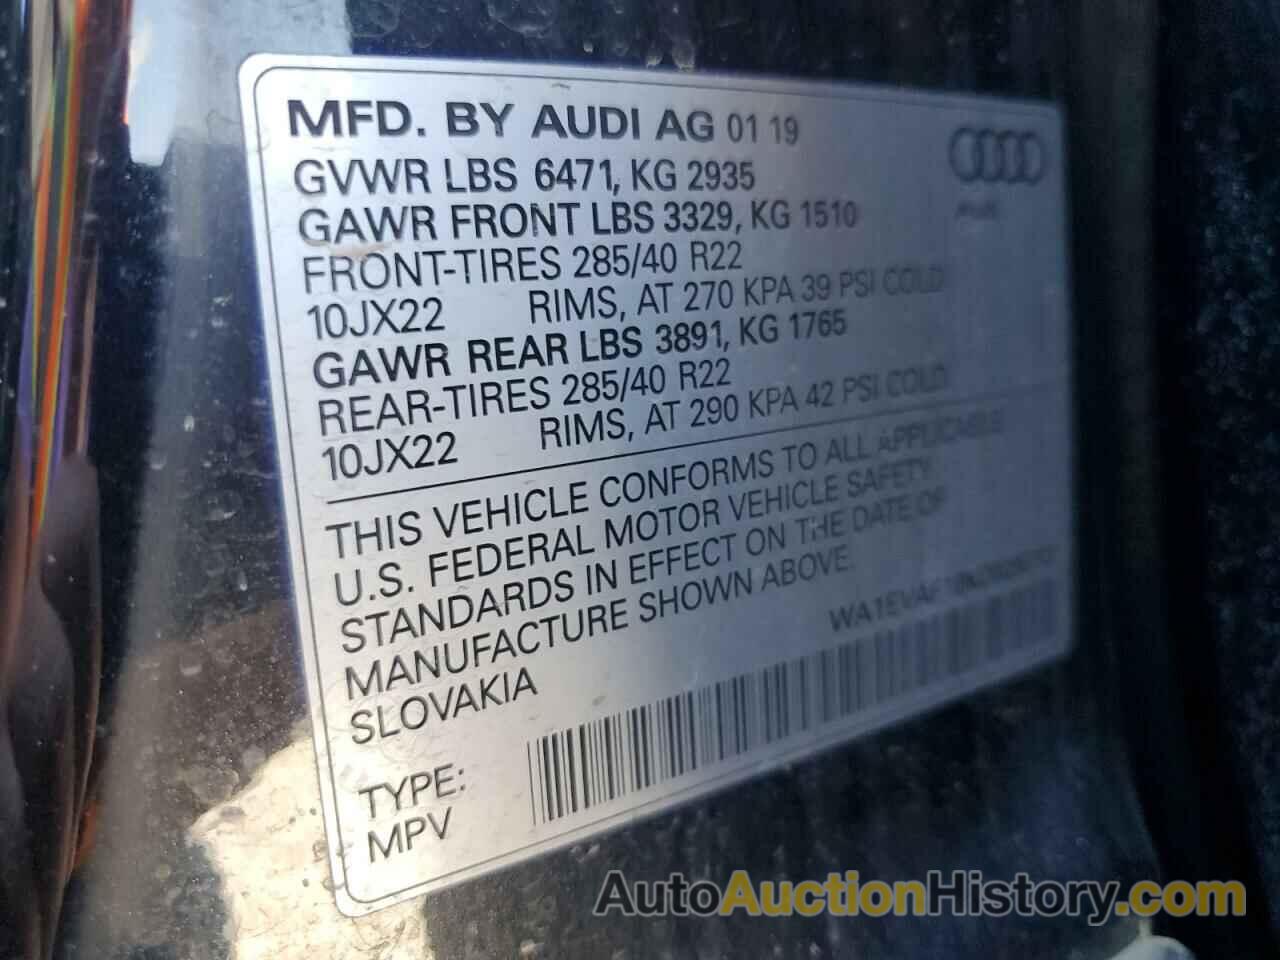 MFD. BY AUDI AG 01 19
GVWR LBS 6471, KG 2935
GAWR FRONT LBS 3329, KG 1510
FRONT-TIRES 285/40 R22
10JX22 RIMS, AT 270 KPA 39 PSI COLD
GAWR REAR LBS 3891, KG 1765
REAR-TIRES 285/40 R22
10JX22 RIMS, AT 290 KPA 42 PSI COLD
THIS VEHICLE CONFORMS TO ALL APPLICABLE
U.S. FEDERAL MOTOR VEHICLE SAFETY
STANDARDS IN EFFECT ON THE DATE OF
MANUFACTURE SHOWN ABOVE.
SLOVAKIA
TYPE:
MPV
AutoAuctionHistory.com